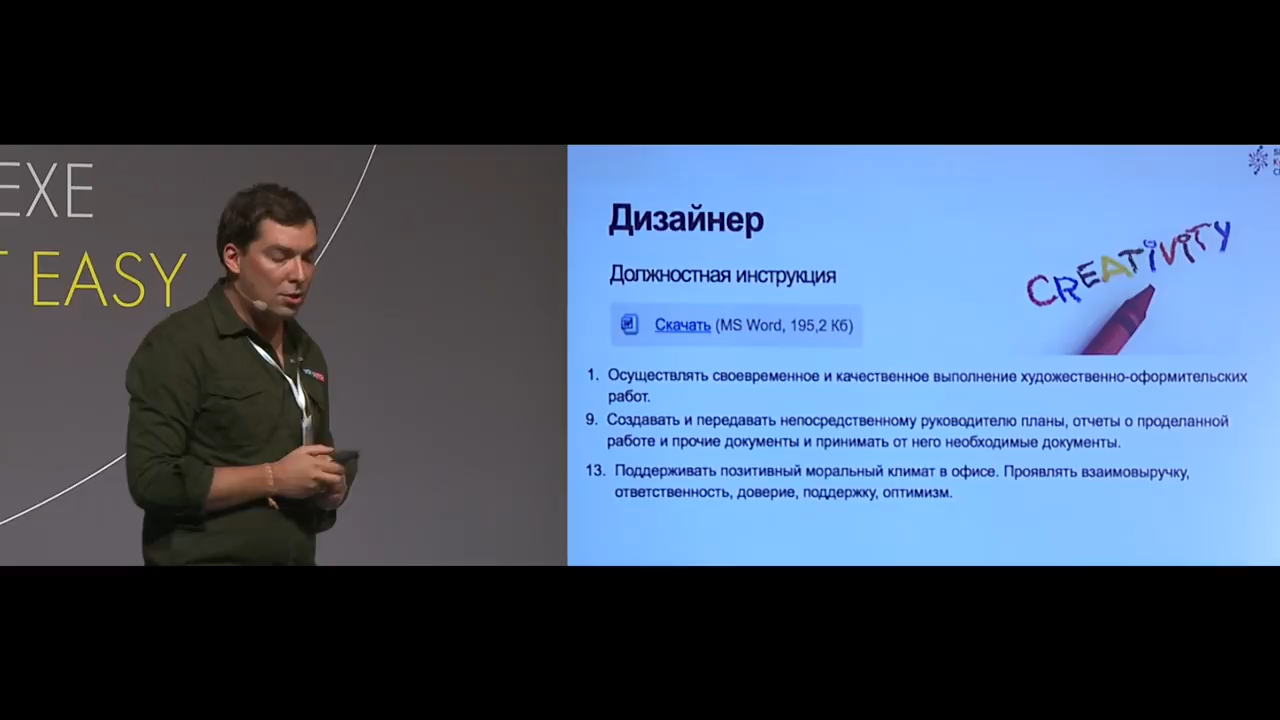 EXE
EASY
Дизайнер
Должностная инструкция
Скачать (MS Word, 195,2 Кб)
CREATIVITY
1. Осуществлять своевременное и качественное выполнение художественно-оформительских
работ.
9. Создавать и передавать непосредственному руководителю планы, отчеты о проделанной
работе и прочие документы и принимать от него необходимые документы.
13. Поддерживать позитивный моральный климат в офисе. Проявлять взаимовыручку,
ответственность, доверие, поддержку, оптимизм.